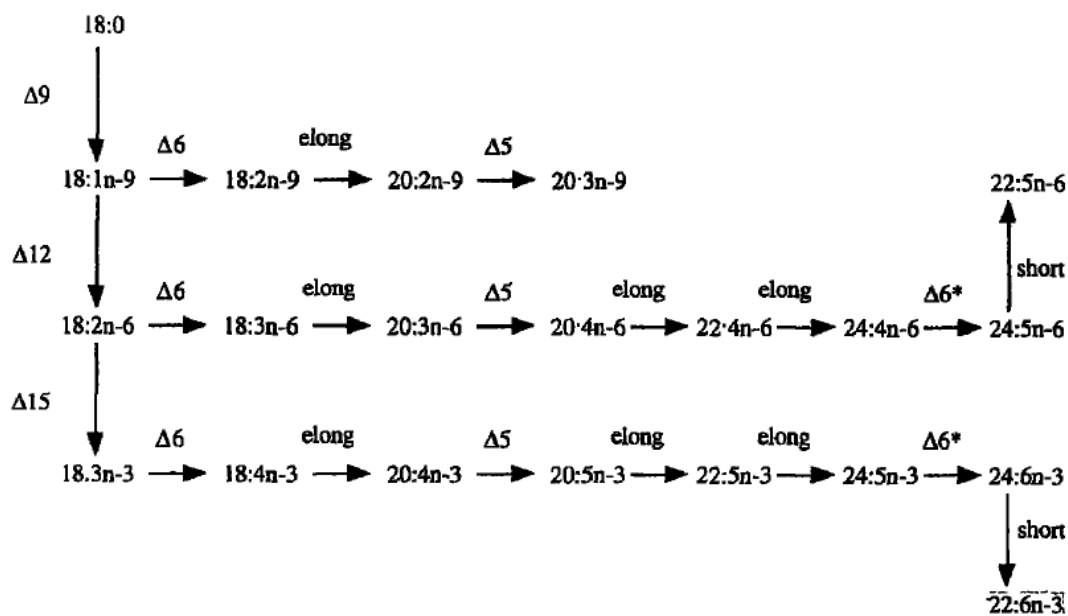 18:0
Δ9
Δ6 elong Δ5
18:1n-9 18:2n-9 20:2n-9 20·3n-9 22:5n-6
Δ12 short
Δ6 elong Δ5 elong elong Δ6*
18:2n-6 18:3n-6 20:3n-6 20·4n-6 22·4n-6 24:4n-6 24:5n-6
Δ15
Δ6 elong Δ5 elong elong Δ6*
18.3n-3 18:4n-3 20:4n-3 20:5n-3 22:5n-3 24:5n-3 24:6n-3
short
22:6n-3